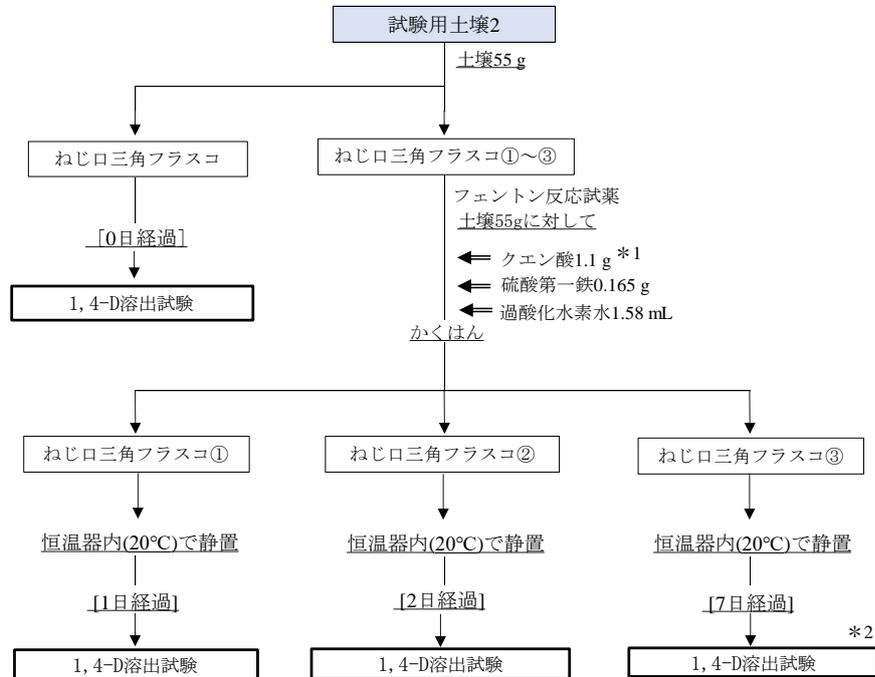 試験用土壌2
土壌55 g
ねじ口三角フラスコ
ねじ口三角フラスコ①～③
フェントン反応試薬
土壌55gに対して
[0日経過]
クエン酸1.1 g *1
硫酸第一鉄0.165 g
1,4-D溶出試験
過酸化水素水1.58 mL
かくはん
ねじ口三角フラスコ①
ねじ口三角フラスコ②
ねじ口三角フラスコ③
恒温器内(20℃)で静置
恒温器内(20℃)で静置
恒温器内(20℃)で静置
[1日経過]
[2日経過]
[7日経過]
*2
1,4-D溶出試験
1,4-D溶出試験
1,4-D溶出試験